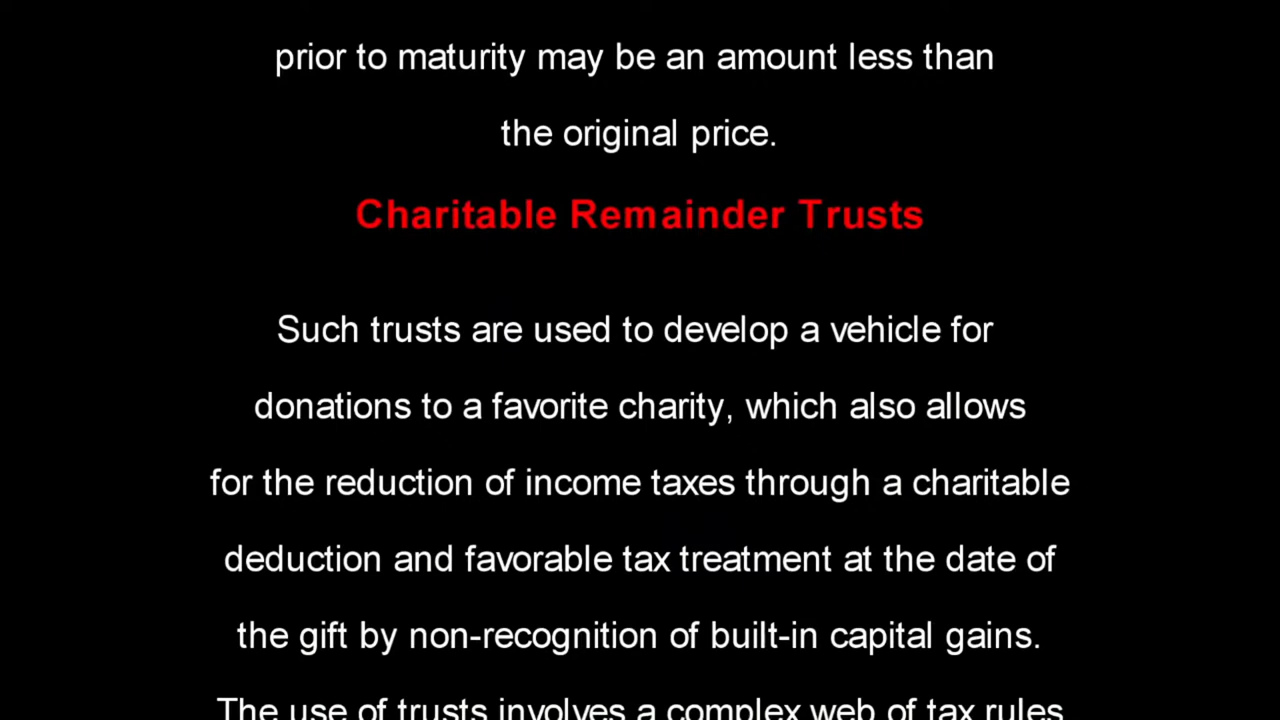 prior to maturity may be an amount less than
the original price.
Charitable Remainder Trusts
Such trusts are used to develop a vehicle for
donations to a favorite charity, which also allows
for the reduction of income taxes through a charitable
deduction and favorable tax treatment at the date of
the gift by non-recognition of built-in capital gains.
The use of trusts involves a complex web of tax rules